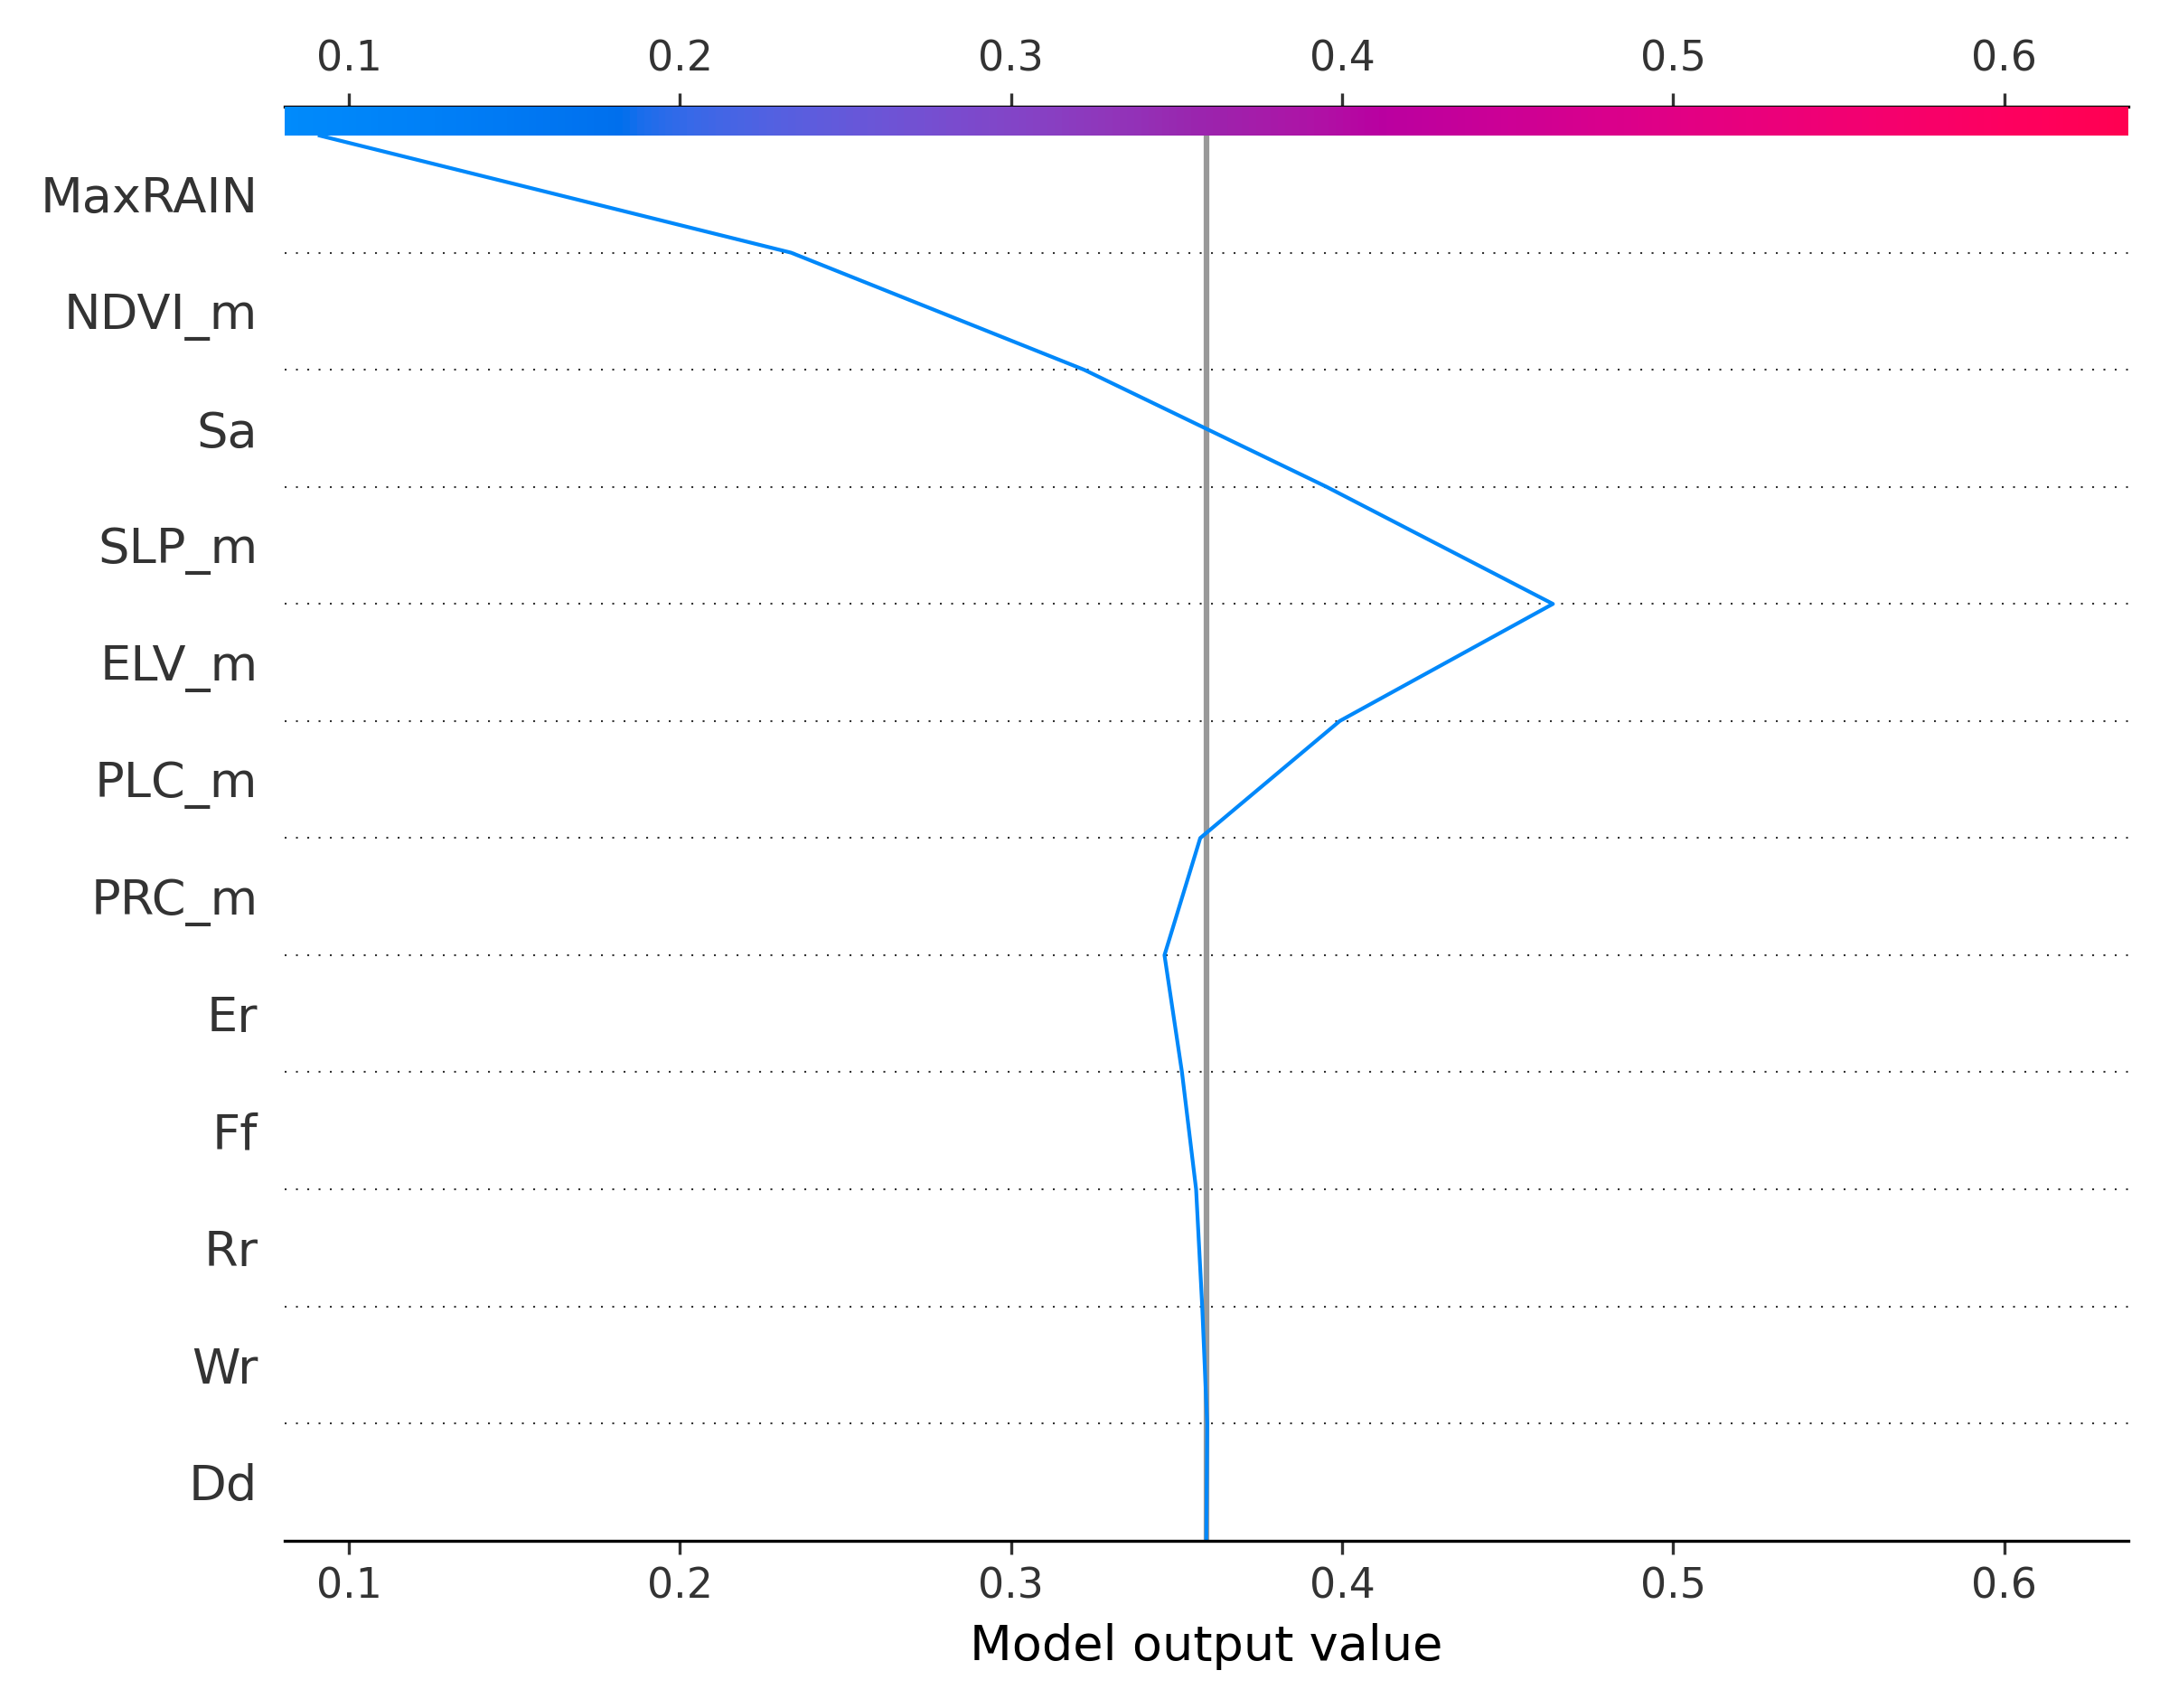 0.1 0.2 0.3 0.4 0.5 0.6
MaxRAIN
NDVI_m
Sa
SLP_m
ELV_m
PLC_m
PRC_m
Er
Ff
Rr
Wr
Dd
0.1 0.2 0.3 0.4 0.5 0.6
Model output value